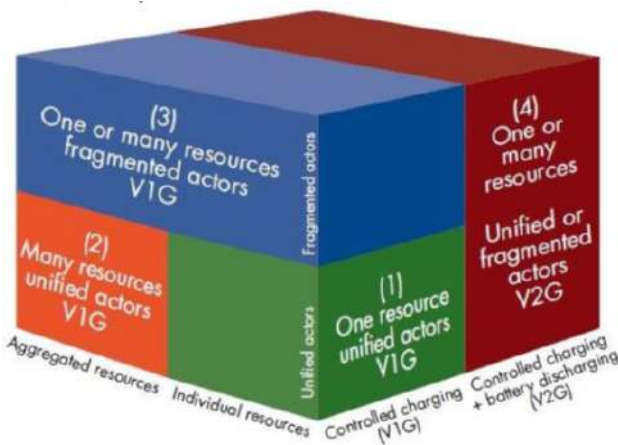 (3)
One or many resources
fragmented actors
V1G
Fragmented actors
(4)
One or
many
resources
Unified or
fragmented
actors
V2G
(2)
Many resources
unified actors
V1G
Unified actors
(1)
One resource
unified actors
V1G
Aggregated resources
Individual resources
Controlled charging
(V1G)
Controlled charging
+ battery discharging
(V2G)